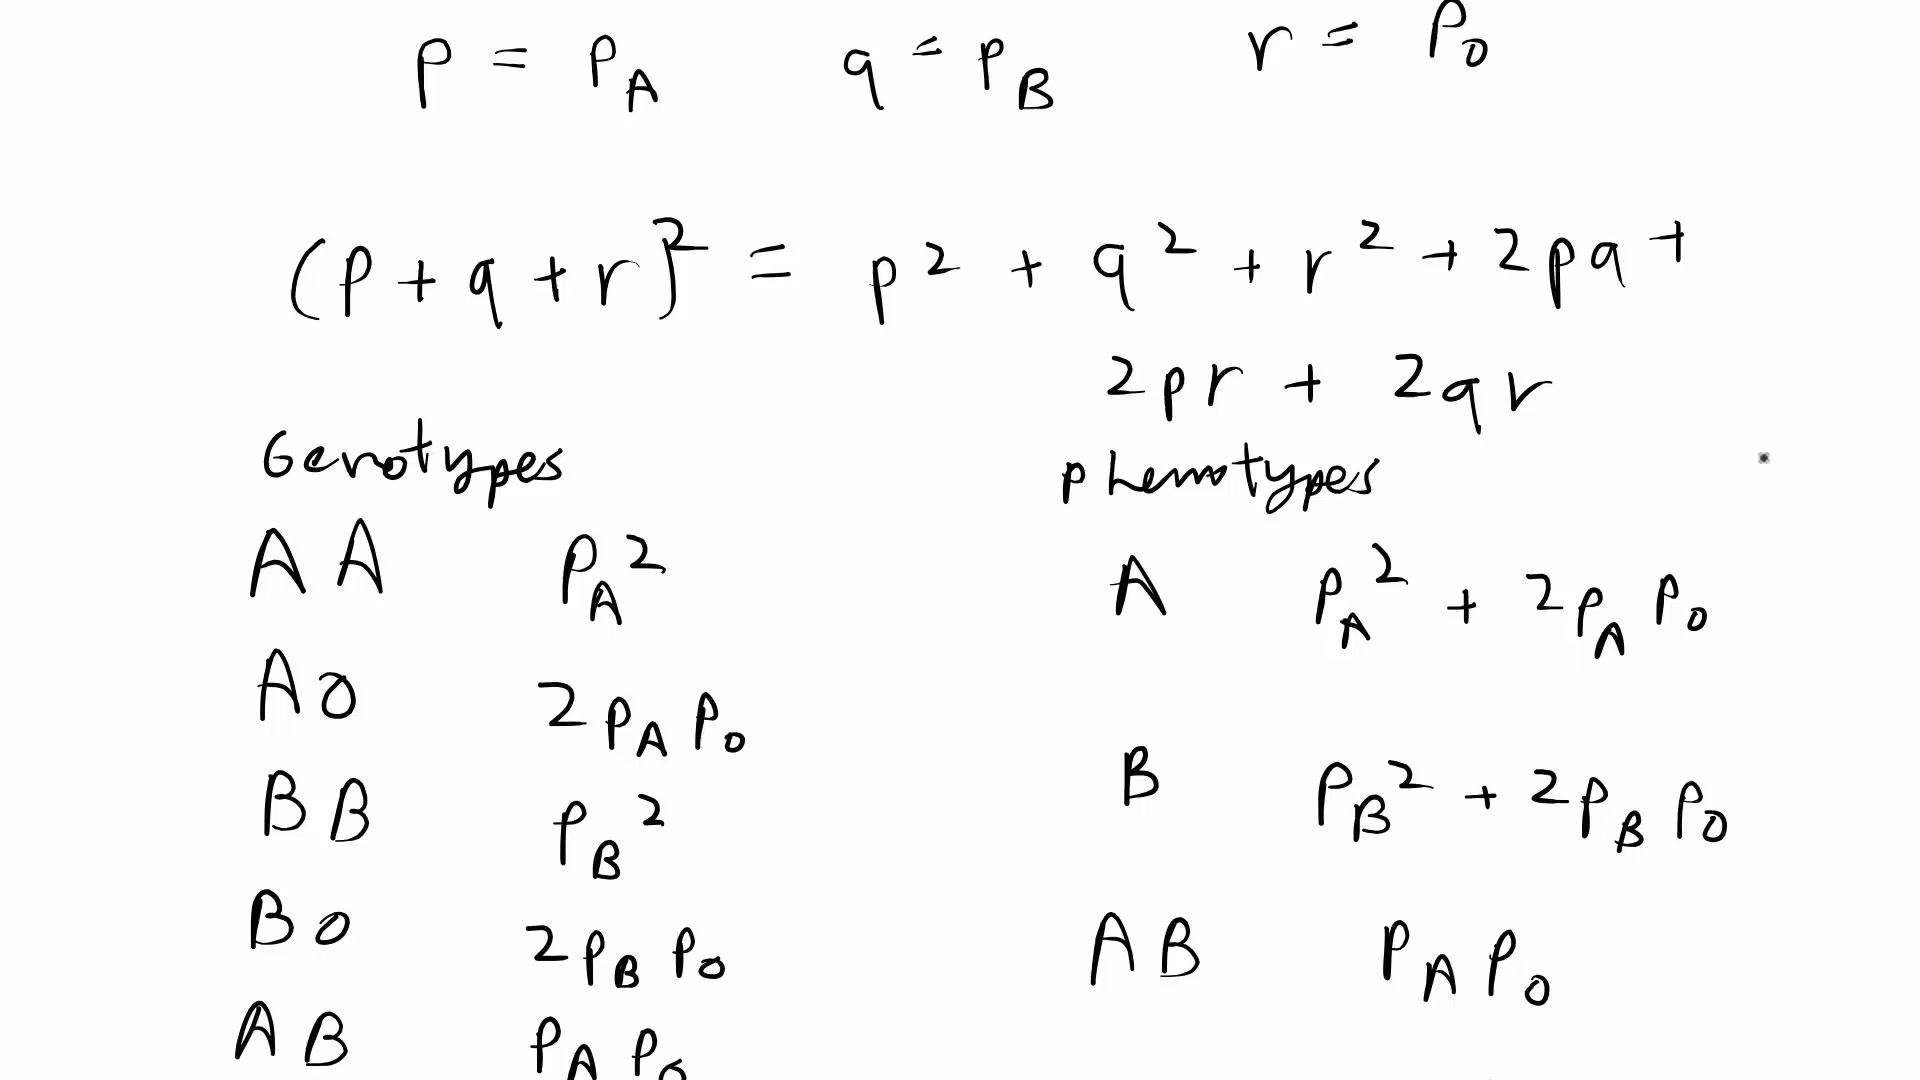 p = P_A q = P_B r = P_O
(p + q + r)² = p² + q² + r² + 2pq +
2pr + 2qr
Genotypes Phenotypes
AA P_A² A P_A² + 2P_A P_O
AO 2P_A P_O
BB P_B² B P_B² + 2P_B P_O
BO 2P_B P_O AB P_A P_O
AB P_A P_O